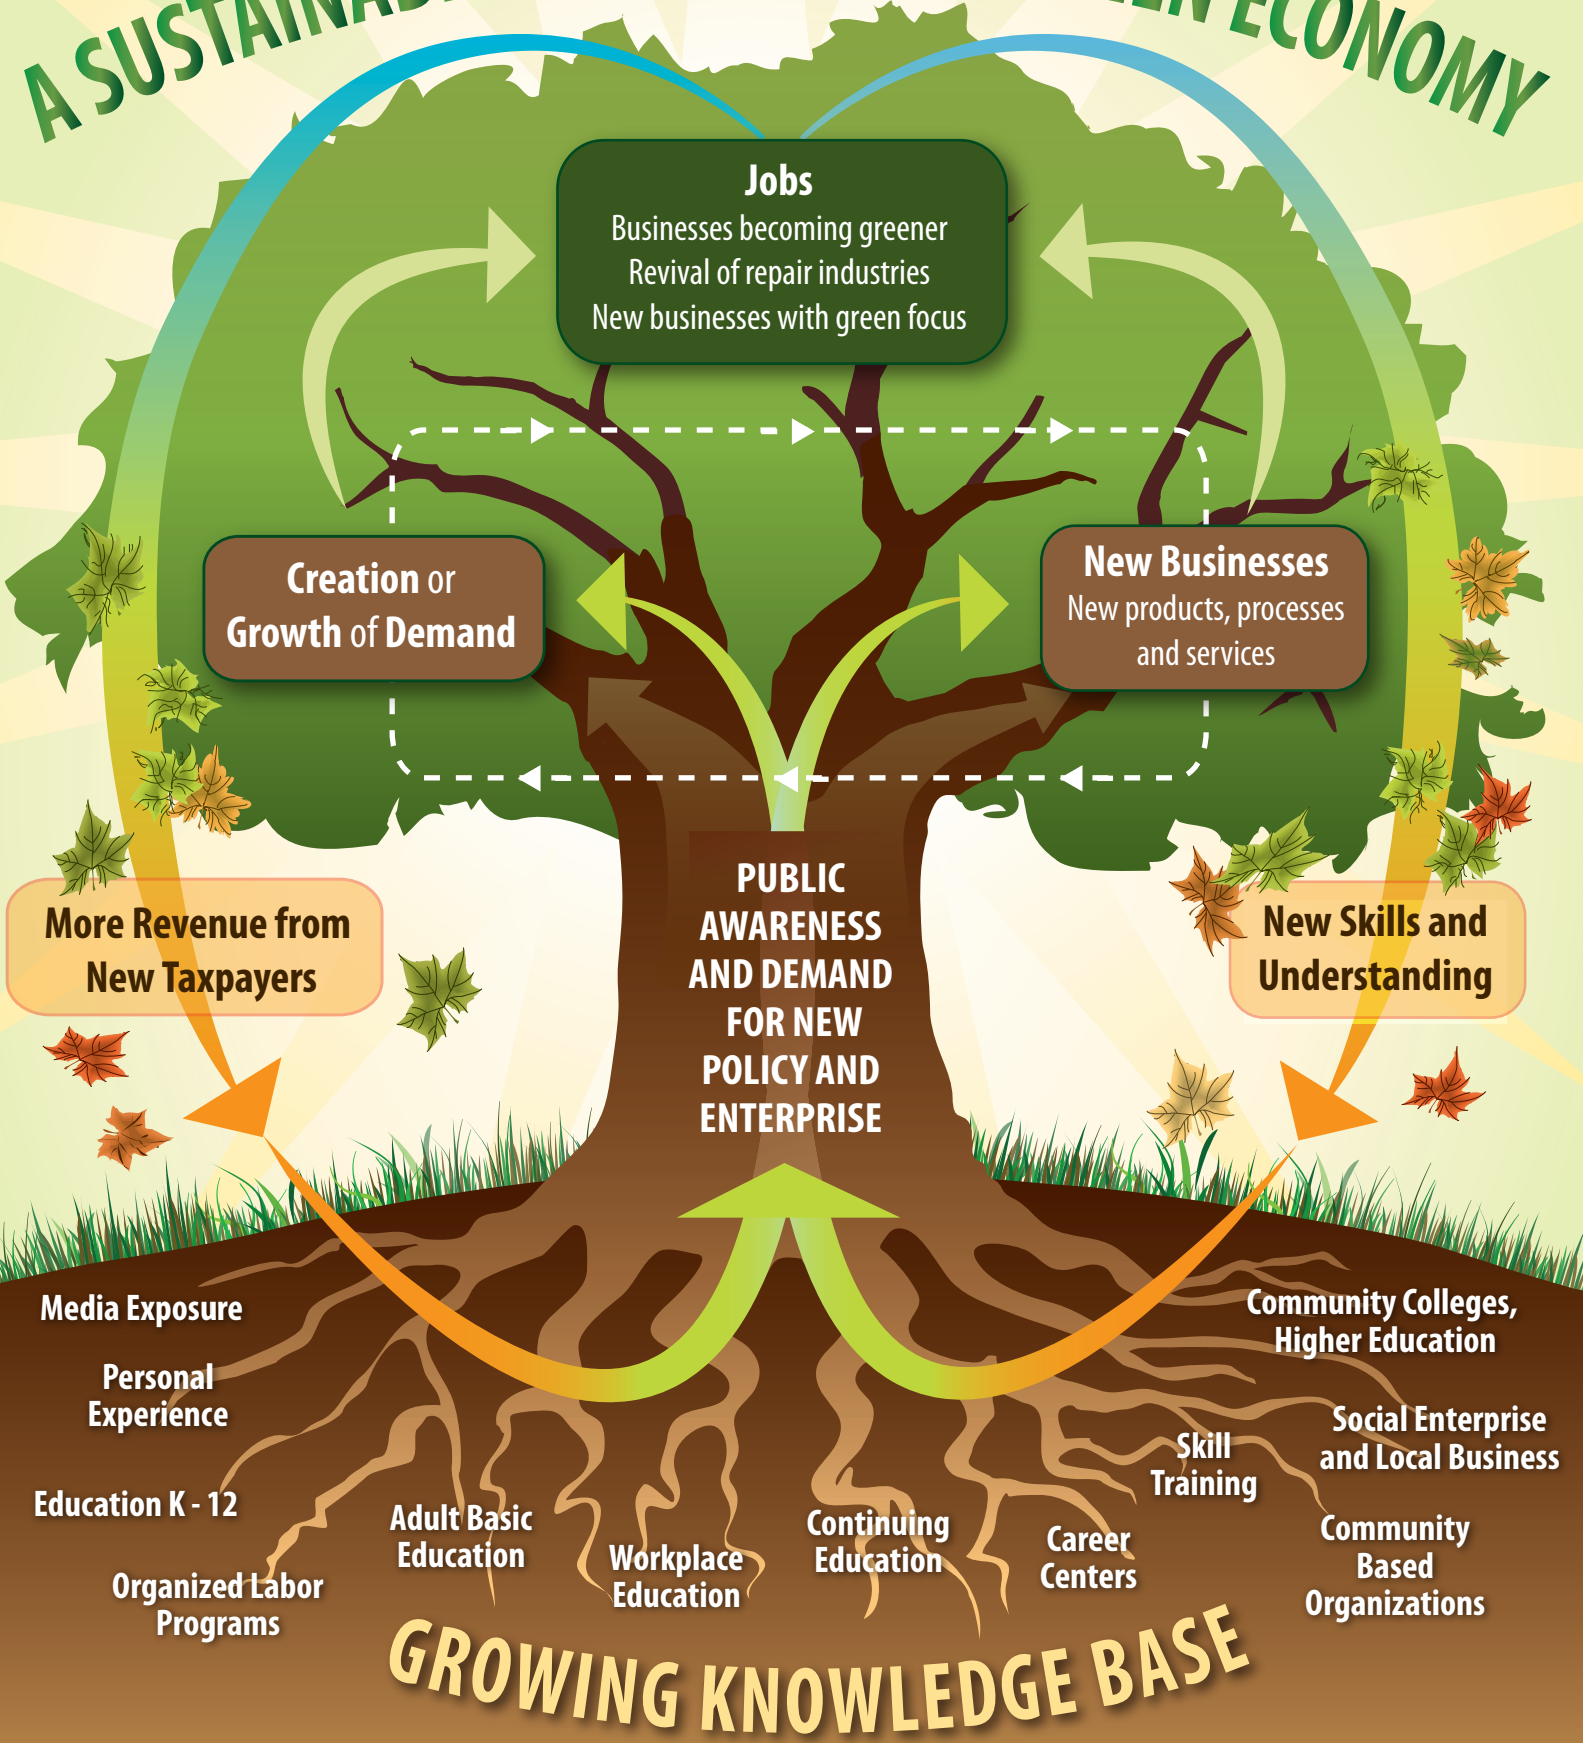 A SUSTAINAB
EEN ECONOMY
Jobs
Businesses becoming greener
Revival of repair industries
New businesses with green focus
Creation or
Growth of Demand
New Businesses
New products, processes
and services
PUBLIC
AWARENESS
AND DEMAND
FOR NEW
POLICY AND
ENTERPRISE
More Revenue from
New Taxpayers
New Skills and
Understanding
Media Exposure
Personal
Experience
Education K - 12
Organized Labor
Programs
Adult Basic
Education
Workplace
Education
Continuing
Education
Career
Centers
Skill
Training
Community Colleges,
Higher Education
Social Enterprise
and Local Business
Community
Based
Organizations
GROWING KNOWLEDGE BASE